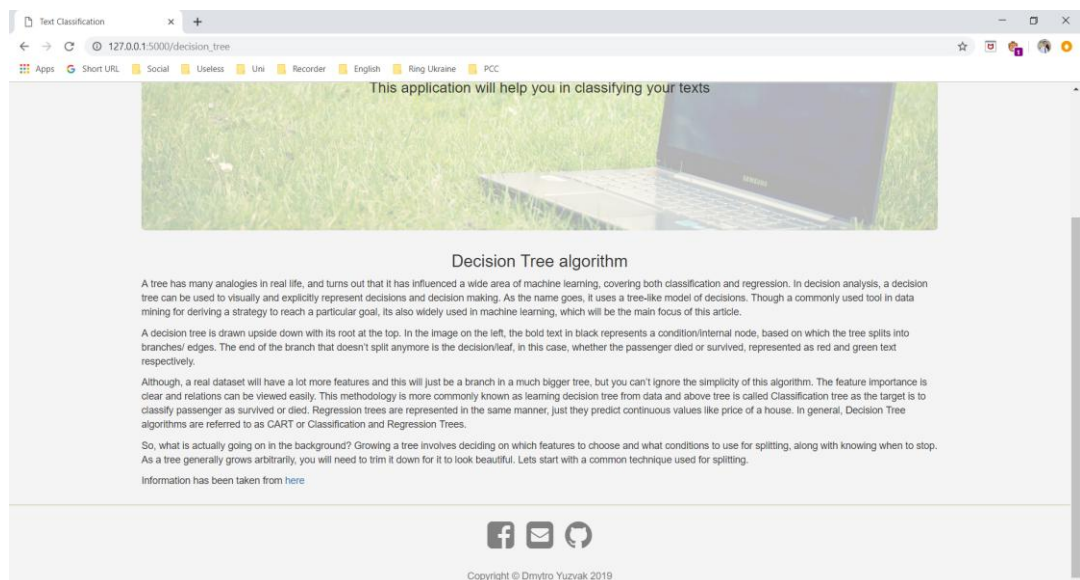 Text Classification
127.0.0.1:5000/decision_tree
Apps Short URL Social Useless Uni Recorder English Ring Ukraine PCC
This application will help you in classifying your texts
SAMSUNG
Decision Tree algorithm
A tree has many analogies in real life, and turns out that it has influenced a wide area of machine learning, covering both classification and regression. In decision analysis, a decision
tree can be used to visually and explicitly represent decisions and decision making. As the name goes, it uses a tree-like model of decisions. Though a commonly used tool in data
mining for deriving a strategy to reach a particular goal, its also widely used in machine learning, which will be the main focus of this article.
A decision tree is drawn upside down with its root at the top. In the image on the left, the bold text in black represents a condition/internal node, based on which the tree splits into
branches/ edges. The end of the branch that doesn't split anymore is the decision/leaf, in this case, whether the passenger died or survived, represented as red and green text
respectively.
Although, a real dataset will have a lot more features and this will just be a branch in a much bigger tree, but you can't ignore the simplicity of this algorithm. The feature importance is
clear and relations can be viewed easily. This methodology is more commonly known as learning decision tree from data and above tree is called Classification tree as the target is to
classify passenger as survived or died. Regression trees are represented in the same manner, just they predict continuous values like price of a house. In general, Decision Tree
algorithms are referred to as CART or Classification and Regression Trees.
So, what is actually going on in the background? Growing a tree involves deciding on which features to choose and what conditions to use for splitting, along with knowing when to stop.
As a tree generally grows arbitrarily, you will need to trim it down for it to look beautiful. Lets start with a common technique used for splitting.
Information has been taken from here
Copyright © Dmytro Yuzvak 2019